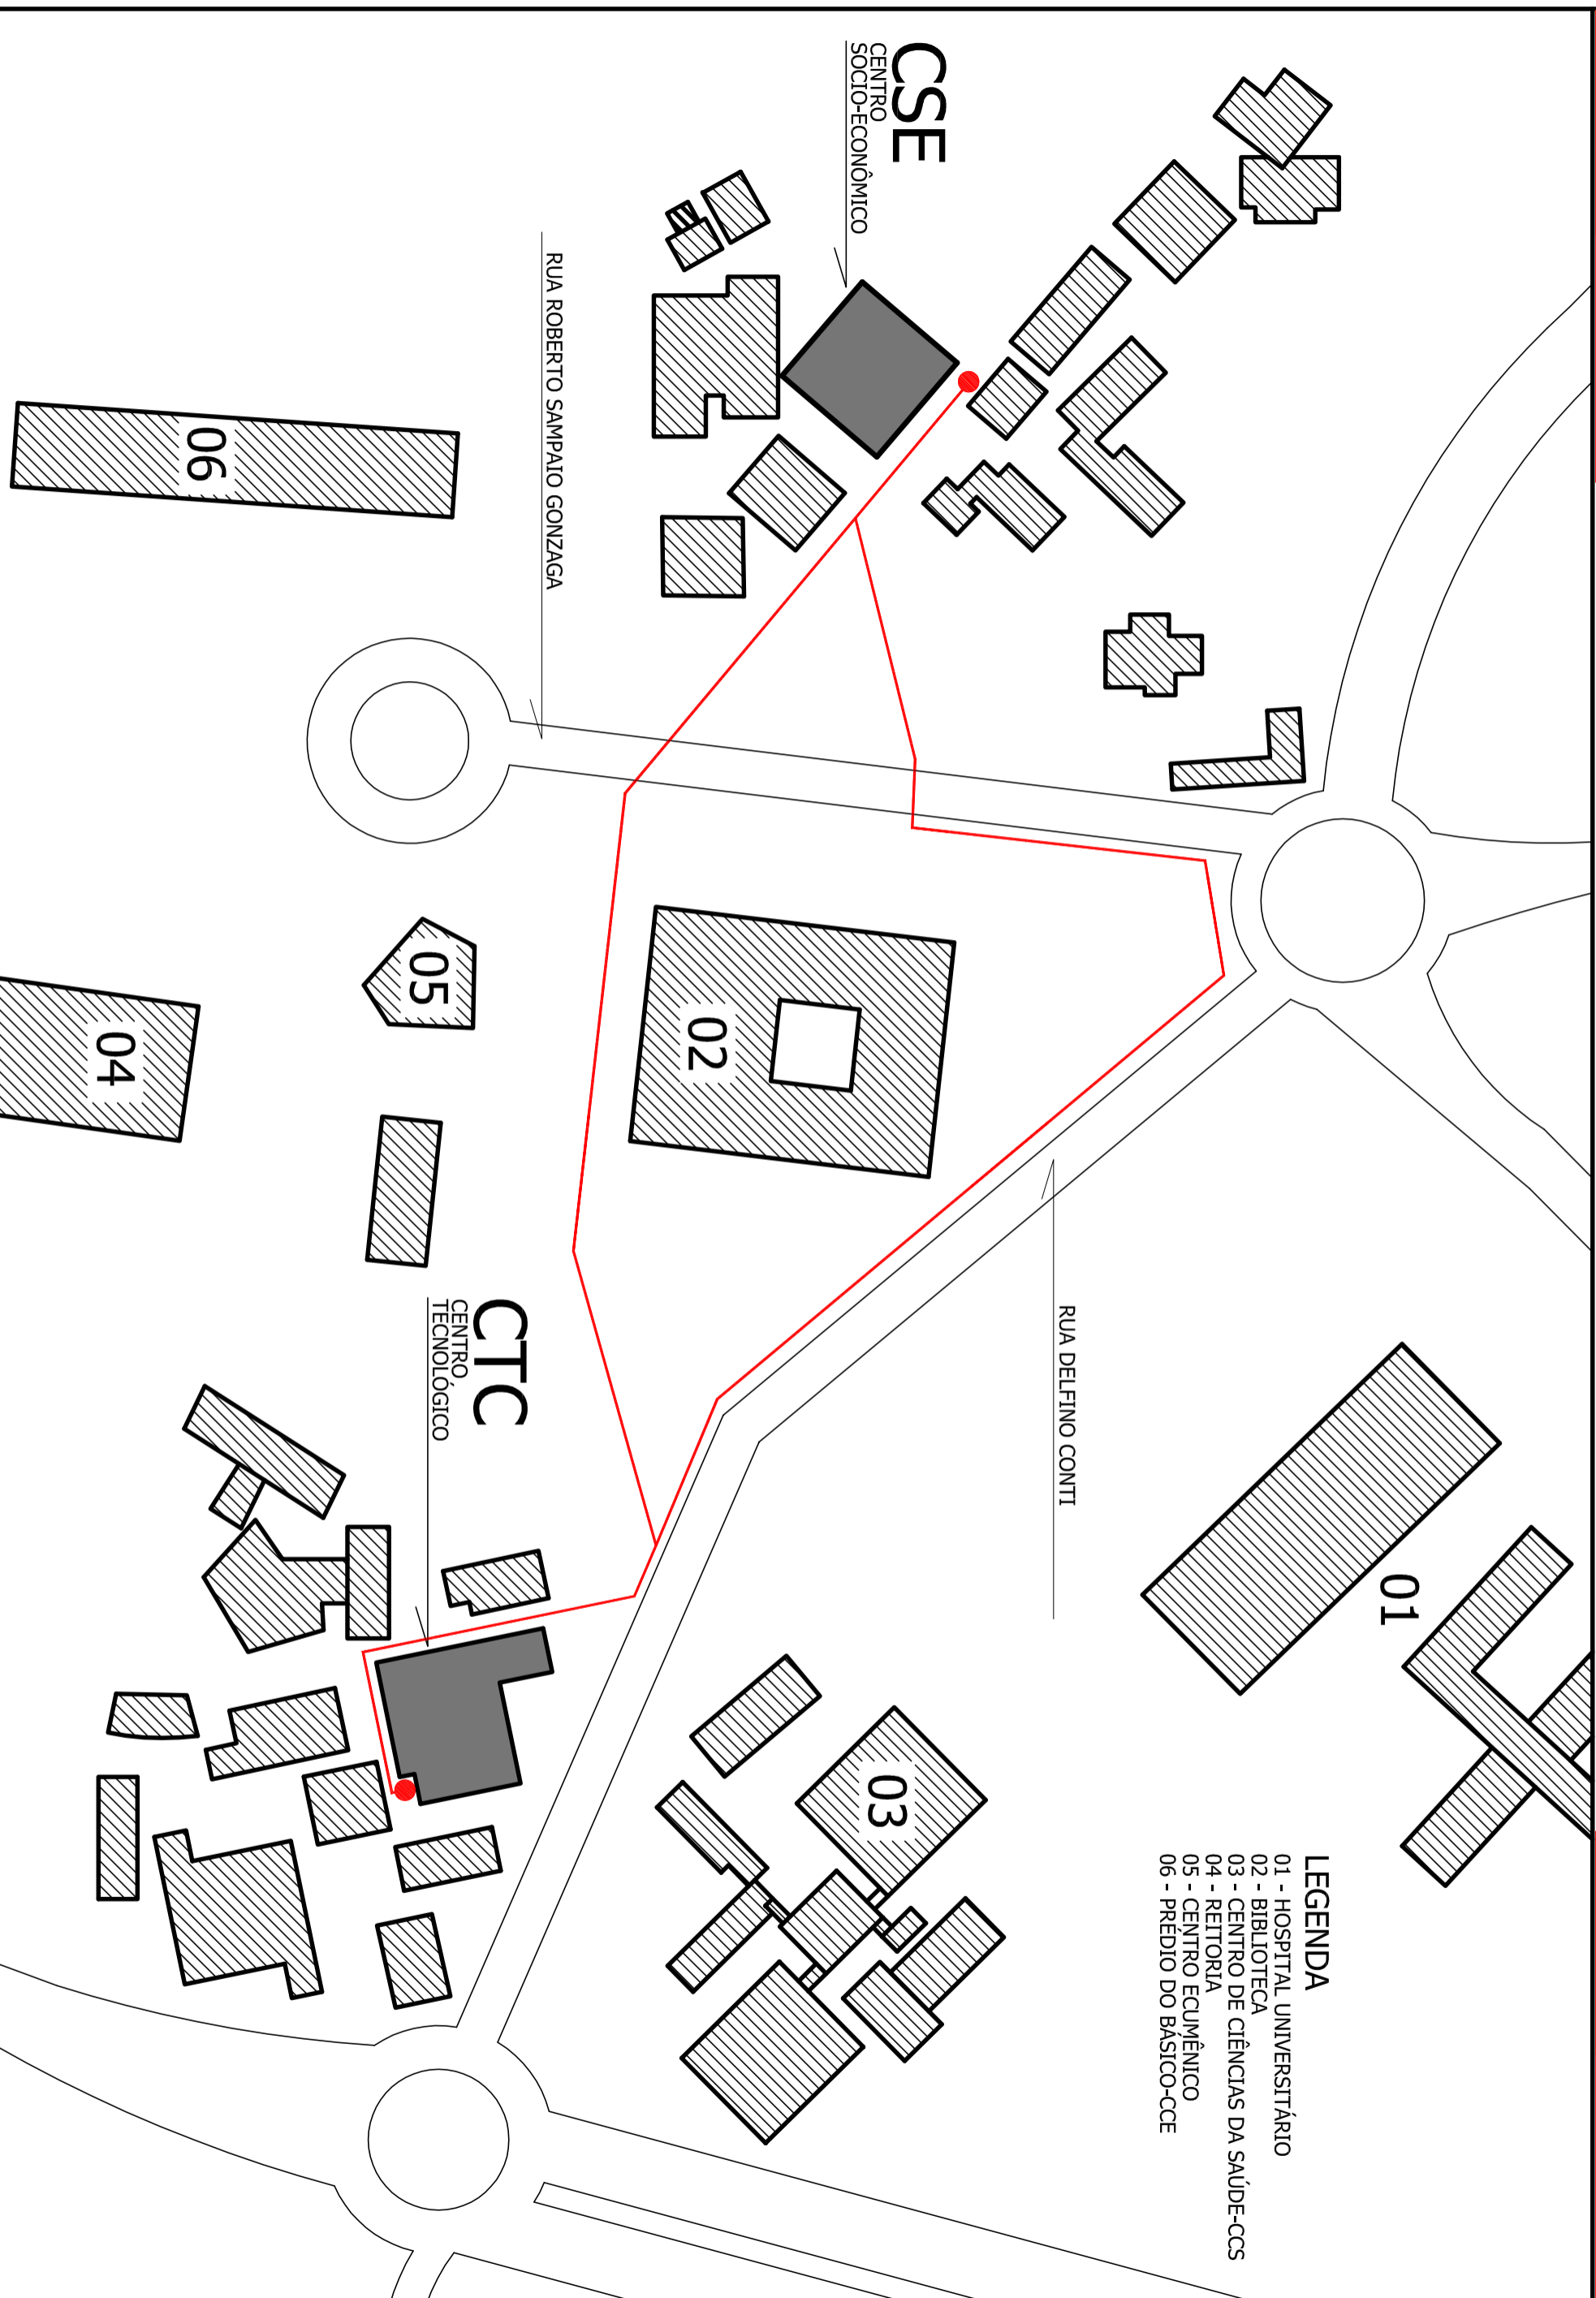 CSE
CENTRO
SOCIO-ECONÔMICO
RUA ROBERTO SAMPAIO GONZAGA
06
05
04
02
CTC
CENTRO
TECNOLÓGICO
RUA DELFINO CONTI
01
03
LEGENDA
01 - HOSPITAL UNIVERSITÁRIO
02 - BIBLIOTECA
03 - CENTRO DE CIÊNCIAS DA SAÚDE-CCS
04 - REITORIA
05 - CENTRO ECUMÊNICO
06 - PRÉDIO DO BÁSICO-CCE